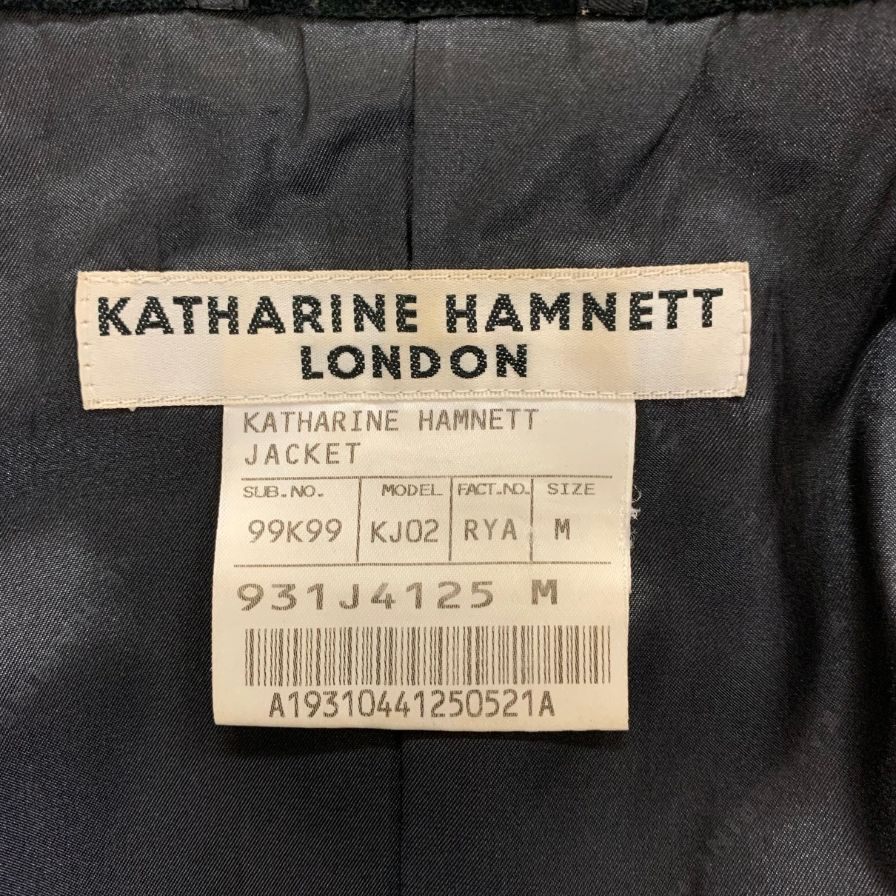 KATHARINE HAMNETT
LONDON
KATHARINE HAMNETT
JACKET
SUB.NO. MODEL FACT.NO. SIZE
99K99 KJ02 RYA M
931J4125 M
A19310441250521A